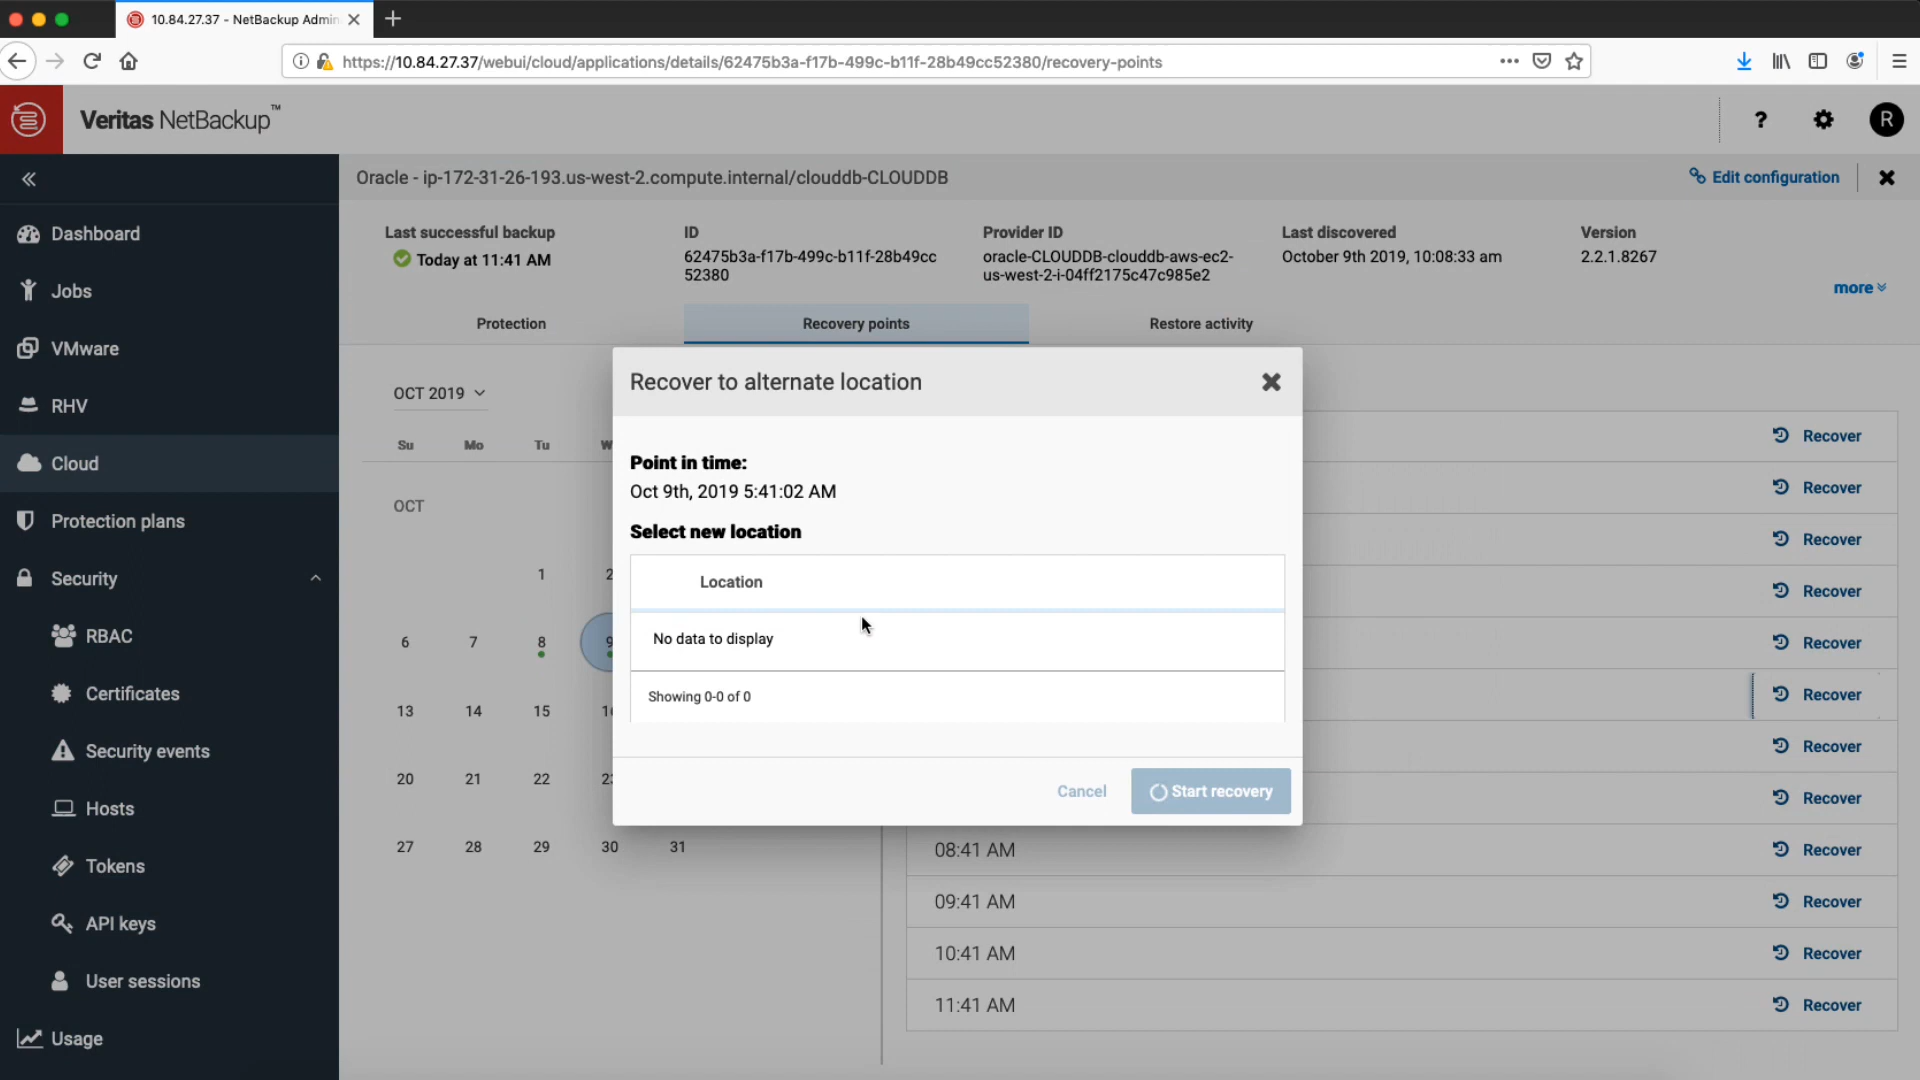 10.84.27.37 - NetBackup Admin
https://10.84.27.37/webui/cloud/applications/details/62475b3a-f17b-499c-b11f-28b49cc52380/recovery-points
Veritas NetBackup™
?
R
Oracle - ip-172-31-26-193.us-west-2.compute.internal/clouddb-CLOUDDB
Edit configuration
Dashboard
Jobs
VMware
RHV
Cloud
Protection plans
Security
RBAC
Certificates
Security events
Hosts
Tokens
API keys
User sessions
Usage
Last successful backup
Today at 11:41 AM
ID
62475b3a-f17b-499c-b11f-28b49cc
52380
Provider ID
oracle-CLOUDDB-clouddb-aws-ec2-
us-west-2-i-04ff2175c47c985e2
Last discovered
October 9th 2019, 10:08:33 am
Version
2.2.1.8267
more
Protection
Recovery points
Restore activity
OCT 2019
Su Mo Tu
OCT
1 2
6 7 8 9
13 14 15
20 21 22
27 28 29 30 31
Recover to alternate location
Point in time:
Oct 9th, 2019 5:41:02 AM
Select new location
Location
No data to display
Showing 0-0 of 0
Cancel
Start recovery
Recover
Recover
Recover
Recover
Recover
Recover
Recover
Recover
08:41 AM Recover
09:41 AM Recover
10:41 AM Recover
11:41 AM Recover